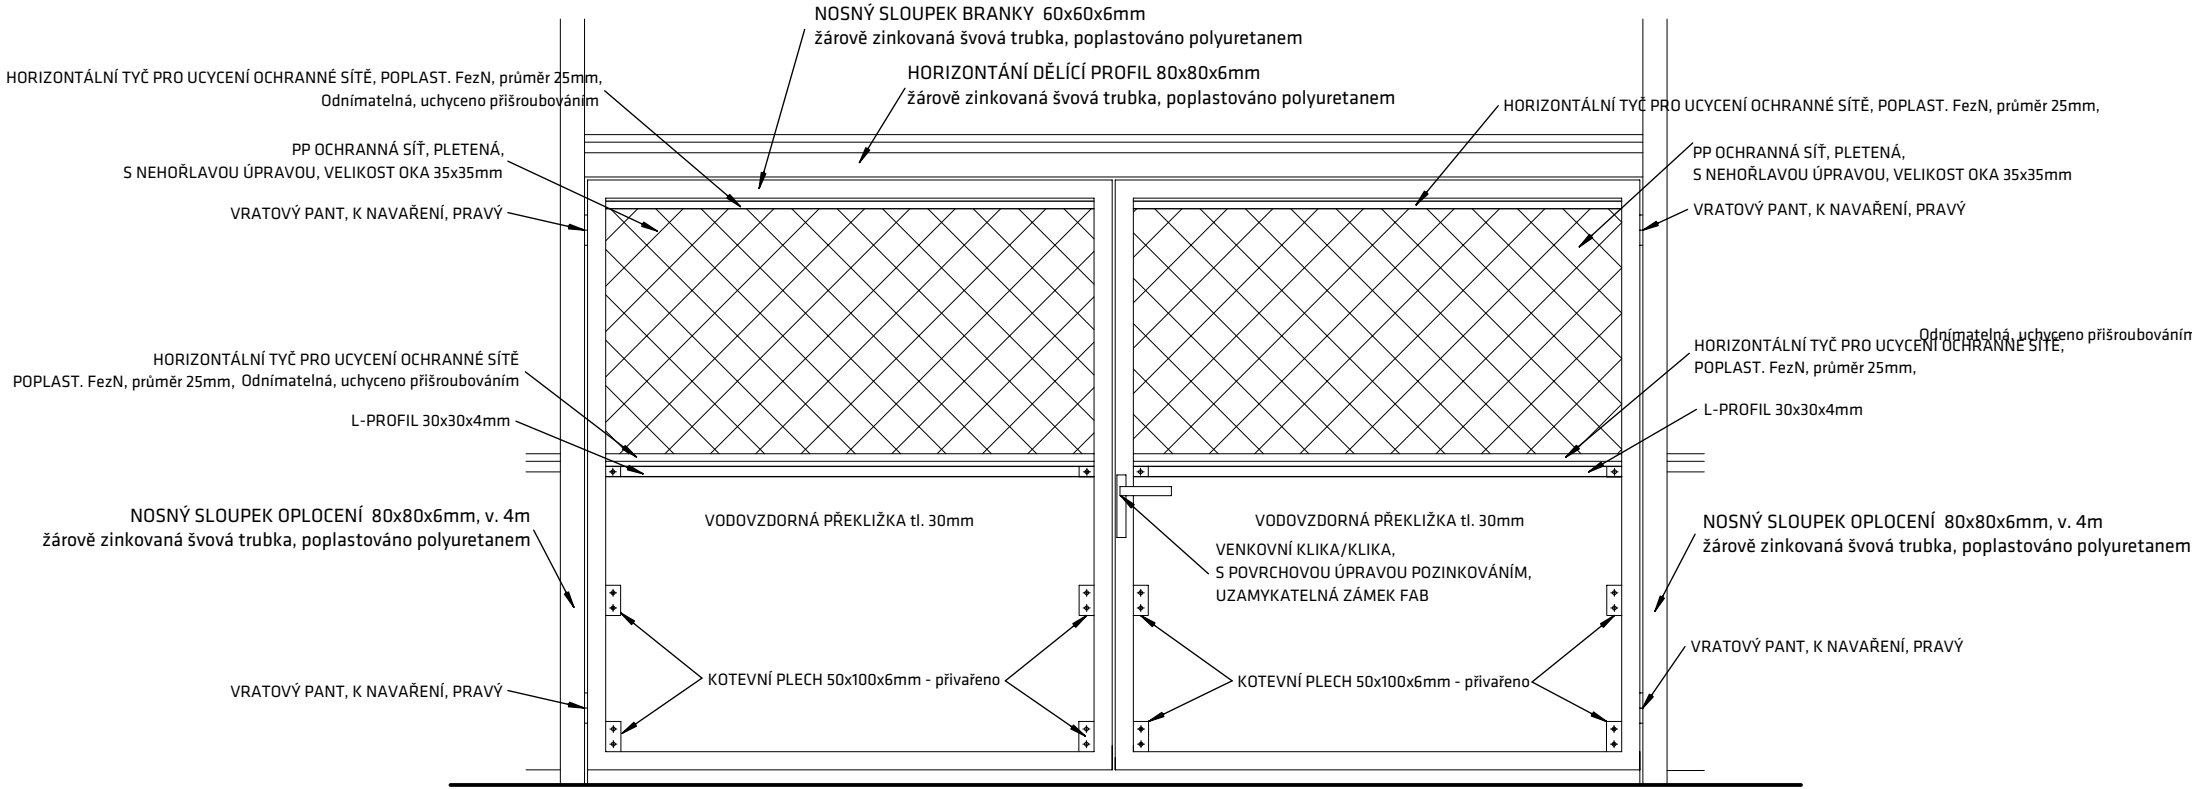 NOSNÝ SLOUPEK BRANKY 60x60x6mm
žárově zinkovaná švová trubka, poplastováno polyuretanem
HORIZONTÁLNÍ TYČ PRO UCYCENÍ OCHRANNÉ SÍTĚ, POPLAST. FezN, průměr 25mm,
Odnímatelná, uchyceno přišroubováním
HORIZONTÁNÍ DĚLÍCÍ PROFIL 80x80x6mm
žárově zinkovaná švová trubka, poplastováno polyuretanem
HORIZONTÁLNÍ TYČ PRO UCYCENÍ OCHRANNÉ SÍTĚ, POPLAST. FezN, průměr 25mm,
PP OCHRANNÁ SÍŤ, PLETENÁ,
S NEHOŘLAVOU ÚPRAVOU, VELIKOST OKA 35x35mm
PP OCHRANNÁ SÍŤ, PLETENÁ,
S NEHOŘLAVOU ÚPRAVOU, VELIKOST OKA 35x35mm
VRATOVÝ PANT, K NAVAŘENÍ, PRAVÝ
VRATOVÝ PANT, K NAVAŘENÍ, PRAVÝ
Odnímatelná, uchyceno přišroubováním
HORIZONTÁLNÍ TYČ PRO UCYCENÍ OCHRANNÉ SÍTĚ
POPLAST. FezN, průměr 25mm, Odnímatelná, uchyceno přišroubováním
HORIZONTÁLNÍ TYČ PRO UCYCENÍ OCHRANNÉ SÍTĚ,
POPLAST. FezN, průměr 25mm,
L-PROFIL 30x30x4mm
L-PROFIL 30x30x4mm
NOSNÝ SLOUPEK OPLOCENÍ 80x80x6mm, v. 4m
žárově zinkovaná švová trubka, poplastováno polyuretanem
VODOVZDORNÁ PŘEKLIŽKA tl. 30mm
VODOVZDORNÁ PŘEKLIŽKA tl. 30mm
NOSNÝ SLOUPEK OPLOCENÍ 80x80x6mm, v. 4m
žárově zinkovaná švová trubka, poplastováno polyuretanem
VENKOVNÍ KLIKA/KLIKA,
S POVRCHOVOU ÚPRAVOU POZINKOVÁNÍM,
UZAMYKATELNÁ ZÁMEK FAB
VRATOVÝ PANT, K NAVAŘENÍ, PRAVÝ
KOTEVNÍ PLECH 50x100x6mm - přivařeno
KOTEVNÍ PLECH 50x100x6mm - přivařeno
VRATOVÝ PANT, K NAVAŘENÍ, PRAVÝ